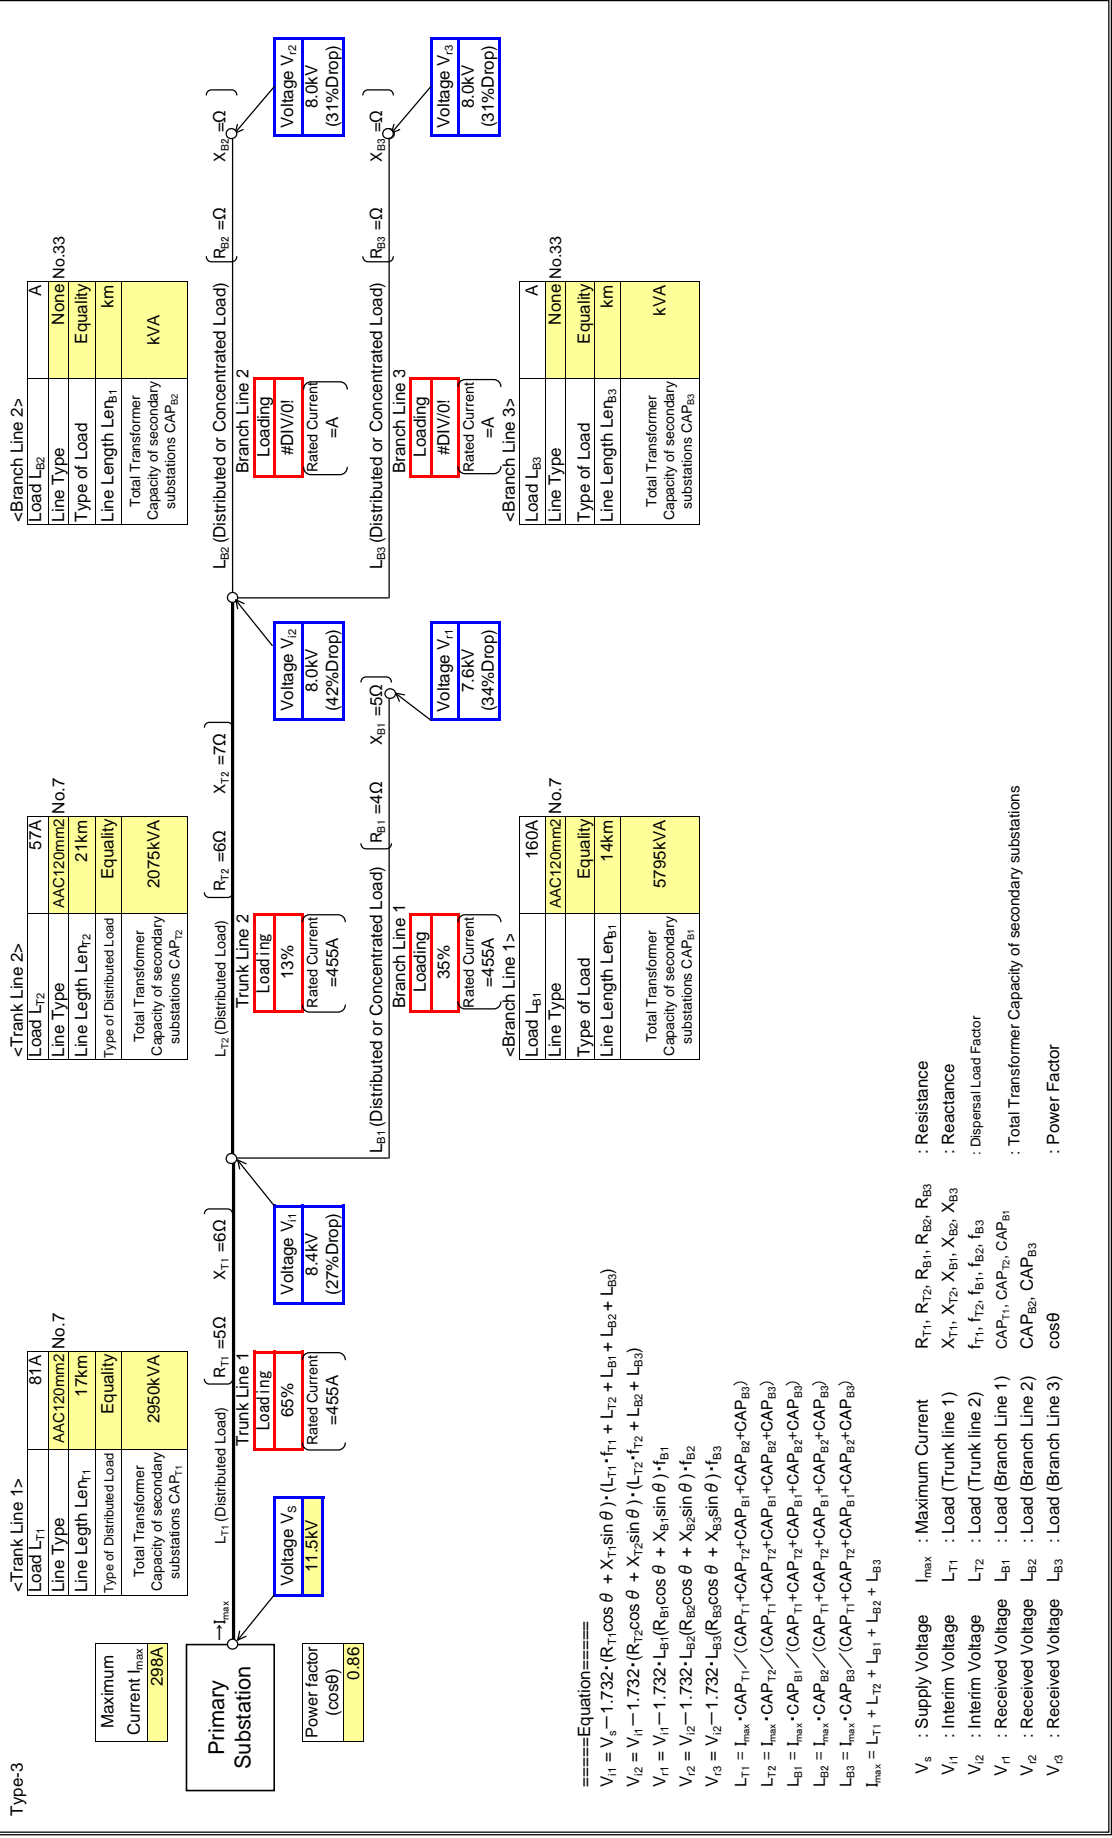 Type-3
Maximum
Current Imax
298A
Primary
Substation
Power factor
(cosθ)
0.86
→Imax
Voltage VS
11.5kV
<Trank Line 1>
Load LT1 81A
Line Type AAC120mm2 No.7
Line Length LenT1 17km
Type of Distributed Load Equality
Total Transformer
Capacity of secondary
substations CAPT1
2950kVA
LT1 (Distributed Load)
RT1 =5Ω XT1 =6Ω
Trunk Line 1
Loading
65%
Rated Current
=455A
Voltage Vi1
8.4kV
(27%Drop)
<Trank Line 2>
Load LT2 57A
Line Type AAC120mm2 No.7
Line Legth LenT2 21km
Type of Distributed Load Equality
Total Transformer
Capacity of secondary
substations CAPT2
2075kVA
LT2 (Distributed Load)
RT2 =6Ω XT2 =7Ω
Trunk Line 2
Loading
13%
Rated Current
=455A
Voltage Vi2
8.0kV
(42%Drop)
LB1 (Distributed or Concentrated Load)
RB1 =4Ω XB1 =5Ω
Branch Line 1
Loading
35%
Rated Current
=455A
Voltage Vr1
7.6kV
(34%Drop)
<Branch Line 1>
Load LB1 160A
Line Type AAC120mm2 No.7
Type of Load Equality
Line Length LenB1 14km
Total Transformer
Capacity of secondary
substations CAPB1
5795kVA
<Branch Line 2>
Load LB2 A
Line Type None No.33
Type of Load Equality
Line Length LenB1 km
Total Transformer
Capacity of secondary
substations CAPB2
kVA
LB2 (Distributed or Concentrated Load)
RB2 =Ω XB2 =Ω
Branch Line 2
Loading
#DIV/0!
Rated Current
=A
Voltage Vr2
8.0kV
(31%Drop)
LB3 (Distributed or Concentrated Load)
RB3 =Ω XB3 =Ω
Branch Line 3
Loading
#DIV/0!
Rated Current
=A
Voltage Vr3
8.0kV
(31%Drop)
<Branch Line 3>
Load LB3 A
Line Type None No.33
Type of Load Equality
Line Length LenB3 km
Total Transformer
Capacity of secondary
substations CAPB3
kVA
=====Equation=====
Vi1 = Vs−1.732・(RT1cos θ + XT1sin θ)・(LT1・fT1 + LT2 + LB1 + LB2 + LB3)
Vi2 = Vi1−1.732・(RT2cos θ + XT2sin θ)・(LT2・fT2 + LB2 + LB3)
Vr1 = Vi1−1.732・LB1(RB1cos θ + XB1sin θ)・fB1
Vr2 = Vi2−1.732・LB2(RB2cos θ + XB2sin θ)・fB2
Vr3 = Vi2−1.732・LB3(RB3cos θ + XB3sin θ)・fB3
LT1 = Imax・CAPT1／(CAPT1+CAPT2+CAPB1+CAPB2+CAPB3)
LT2 = Imax・CAPT2／(CAPT1+CAPT2+CAPB1+CAPB2+CAPB3)
LB1 = Imax・CAPB1／(CAPT1+CAPT2+CAPB1+CAPB2+CAPB3)
LB2 = Imax・CAPB2／(CAPT1+CAPT2+CAPB1+CAPB2+CAPB3)
LB3 = Imax・CAPB3／(CAPT1+CAPT2+CAPB1+CAPB2+CAPB3)
Imax = LT1 + LT2 + LB1 + LB2 + LB3
Vs : Supply Voltage Imax : Maximum Current RT1, RT2, RB1, RB2, RB3 : Resistance
Vi1 : Interim Voltage LT1 : Load (Trunk line 1) XT1, XT2, XB1, XB2, XB3 : Reactance
Vi2 : Interim Voltage LT2 : Load (Trunk line 2) fT1, fT2, fB1, fB2, fB3 : Dispersal Load Factor
Vr1 : Received Voltage LB1 : Load (Branch Line 1) CAPT1, CAPT2, CAPB1 : Total Transformer Capacity of secondary substations
Vr2 : Received Voltage LB2 : Load (Branch Line 2) CAPB2, CAPB3
Vr3 : Received Voltage LB3 : Load (Branch Line 3) cosθ : Power Factor